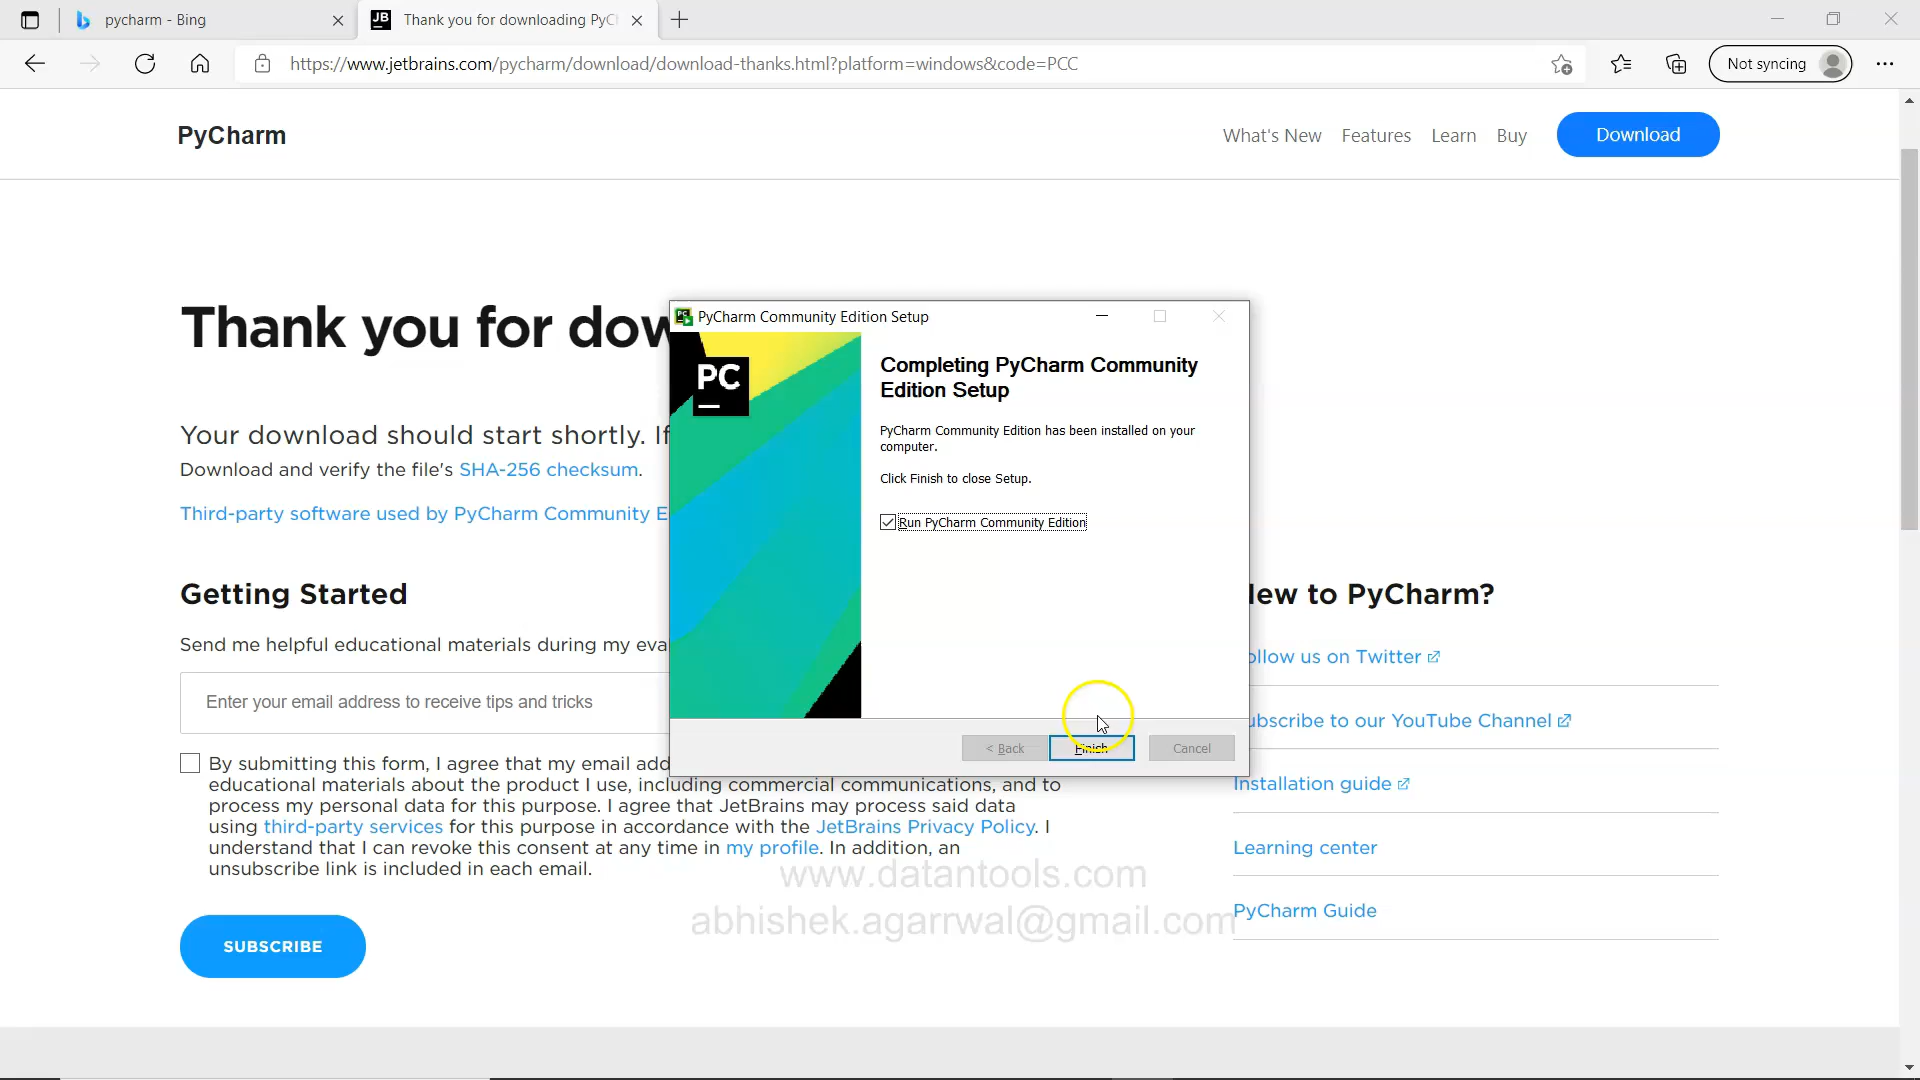 pycharm - Bing
Thank you for downloading PyC
https://www.jetbrains.com/pycharm/download/download-thanks.html?platform=windows&code=PCC
Not syncing
PyCharm
What's New
Features
Learn
Buy
Download
Thank you for dow
Your download should start shortly. If
Download and verify the file's SHA-256 checksum.
Third-party software used by PyCharm Community E
PyCharm Community Edition Setup
PC
Completing PyCharm Community
Edition Setup
PyCharm Community Edition has been installed on your
computer.
Click Finish to close Setup.
Run PyCharm Community Edition
< Back
Finish
Cancel
Getting Started
Send me helpful educational materials during my eva
Enter your email address to receive tips and tricks
By submitting this form, I agree that my email add
educational materials about the product I use, including commercial communications, and to
process my personal data for this purpose. I agree that JetBrains may process said data
using third-party services for this purpose in accordance with the JetBrains Privacy Policy. I
understand that I can revoke this consent at any time in my profile. In addition, an
unsubscribe link is included in each email.
SUBSCRIBE
New to PyCharm?
ollow us on Twitter
ubscribe to our YouTube Channel
Installation guide
Learning center
PyCharm Guide
www.datantools.com
abhishek.agarrwal@gmail.com